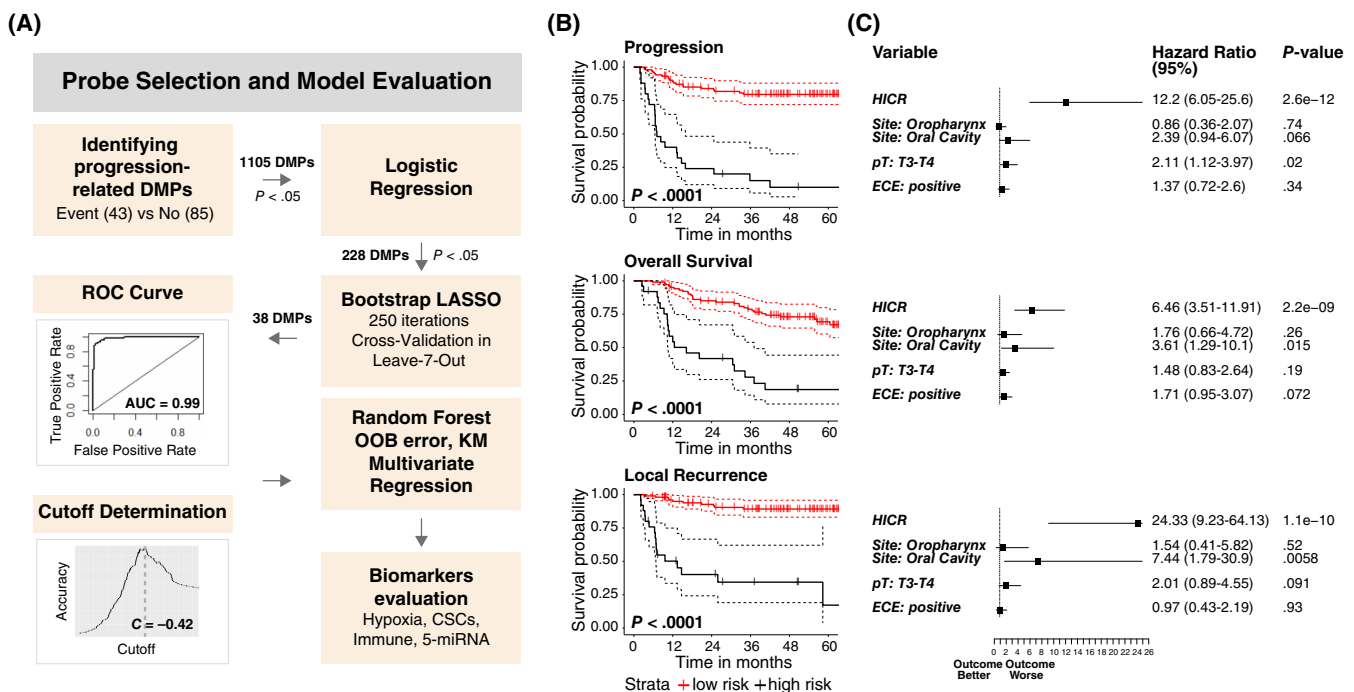 (A)
Probe Selection and Model Evaluation
Identifying
progression-
related DMPs
Event (43) vs No (85)
1105 DMPs
P < .05
Logistic
Regression
228 DMPs
P < .05
ROC Curve
True Positive Rate
0.0 0.4 0.8
AUC = 0.99
0.0 0.4 0.8
False Positive Rate
38 DMPs
Bootstrap LASSO
250 iterations
Cross-Validation in
Leave-7-Out
Random Forest
OOB error, KM
Multivariate
Regression
Cutoff Determination
Accuracy
C = −0.42
Cutoff
Biomarkers
evaluation
Hypoxia, CSCs,
Immune, 5-miRNA
(B)
Progression
Survival probability
1.00
0.75
0.50
0.25
0.00
P < .0001
0 12 24 36 48 60
Time in months
Overall Survival
Survival probability
1.00
0.75
0.50
0.25
0.00
P < .0001
0 12 24 36 48 60
Time in months
Local Recurrence
Survival probability
1.00
0.75
0.50
0.25
0.00
P < .0001
0 12 24 36 48 60
Time in months
Strata low risk high risk
(C)
Variable Hazard Ratio P-value
(95%)
HICR 12.2 (6.05-25.6) 2.6e−12
Site: Oropharynx 0.86 (0.36-2.07) .74
Site: Oral Cavity 2.39 (0.94-6.07) .066
pT: T3-T4 2.11 (1.12-3.97) .02
ECE: positive 1.37 (0.72-2.6) .34
HICR 6.46 (3.51-11.91) 2.2e−09
Site: Oropharynx 1.76 (0.66-4.72) .26
Site: Oral Cavity 3.61 (1.29-10.1) .015
pT: T3-T4 1.48 (0.83-2.64) .19
ECE: positive 1.71 (0.95-3.07) .072
HICR 24.33 (9.23-64.13) 1.1e−10
Site: Oropharynx 1.54 (0.41-5.82) .52
Site: Oral Cavity 7.44 (1.79-30.9) .0058
pT: T3-T4 2.01 (0.89-4.55) .091
ECE: positive 0.97 (0.43-2.19) .93
0 2 4 6 8 10 12 14 16 18 20 22 24 26
Outcome Outcome
Better Worse